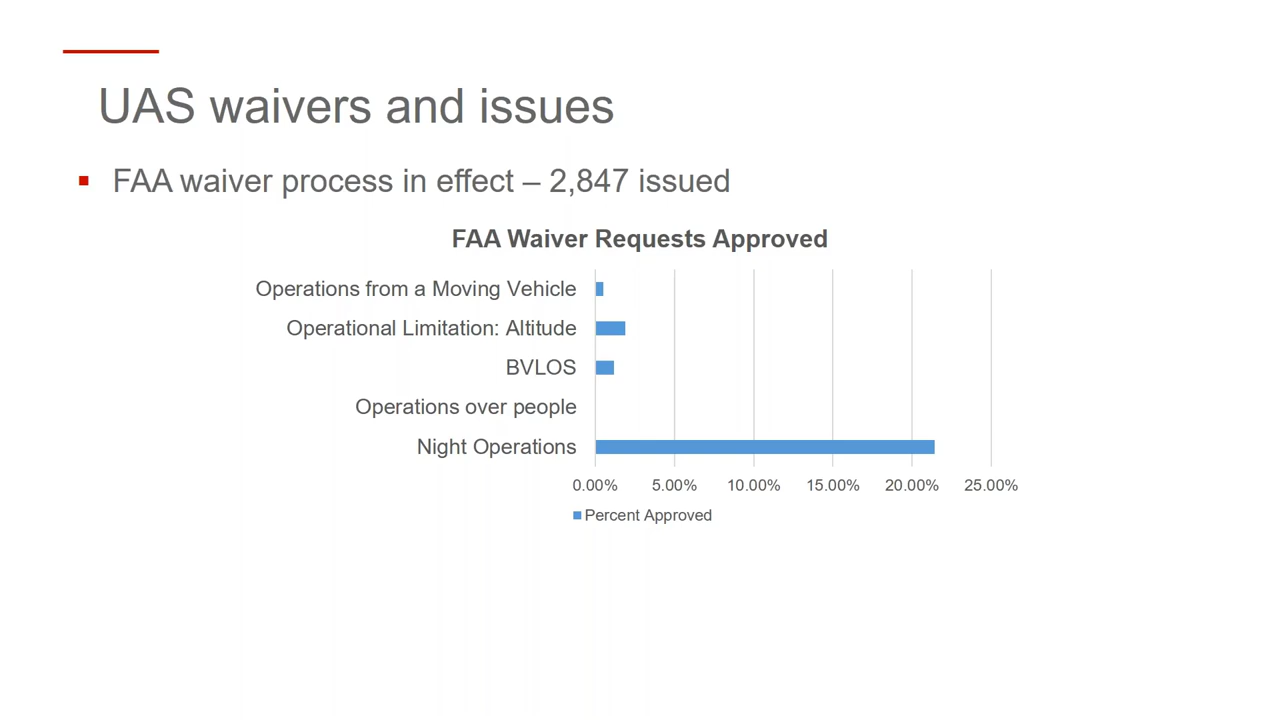 UAS waivers and issues
FAA waiver process in effect – 2,847 issued
FAA Waiver Requests Approved
Operations from a Moving Vehicle
Operational Limitation: Altitude
BVLOS
Operations over people
Night Operations
0.00% 5.00% 10.00% 15.00% 20.00% 25.00%
Percent Approved